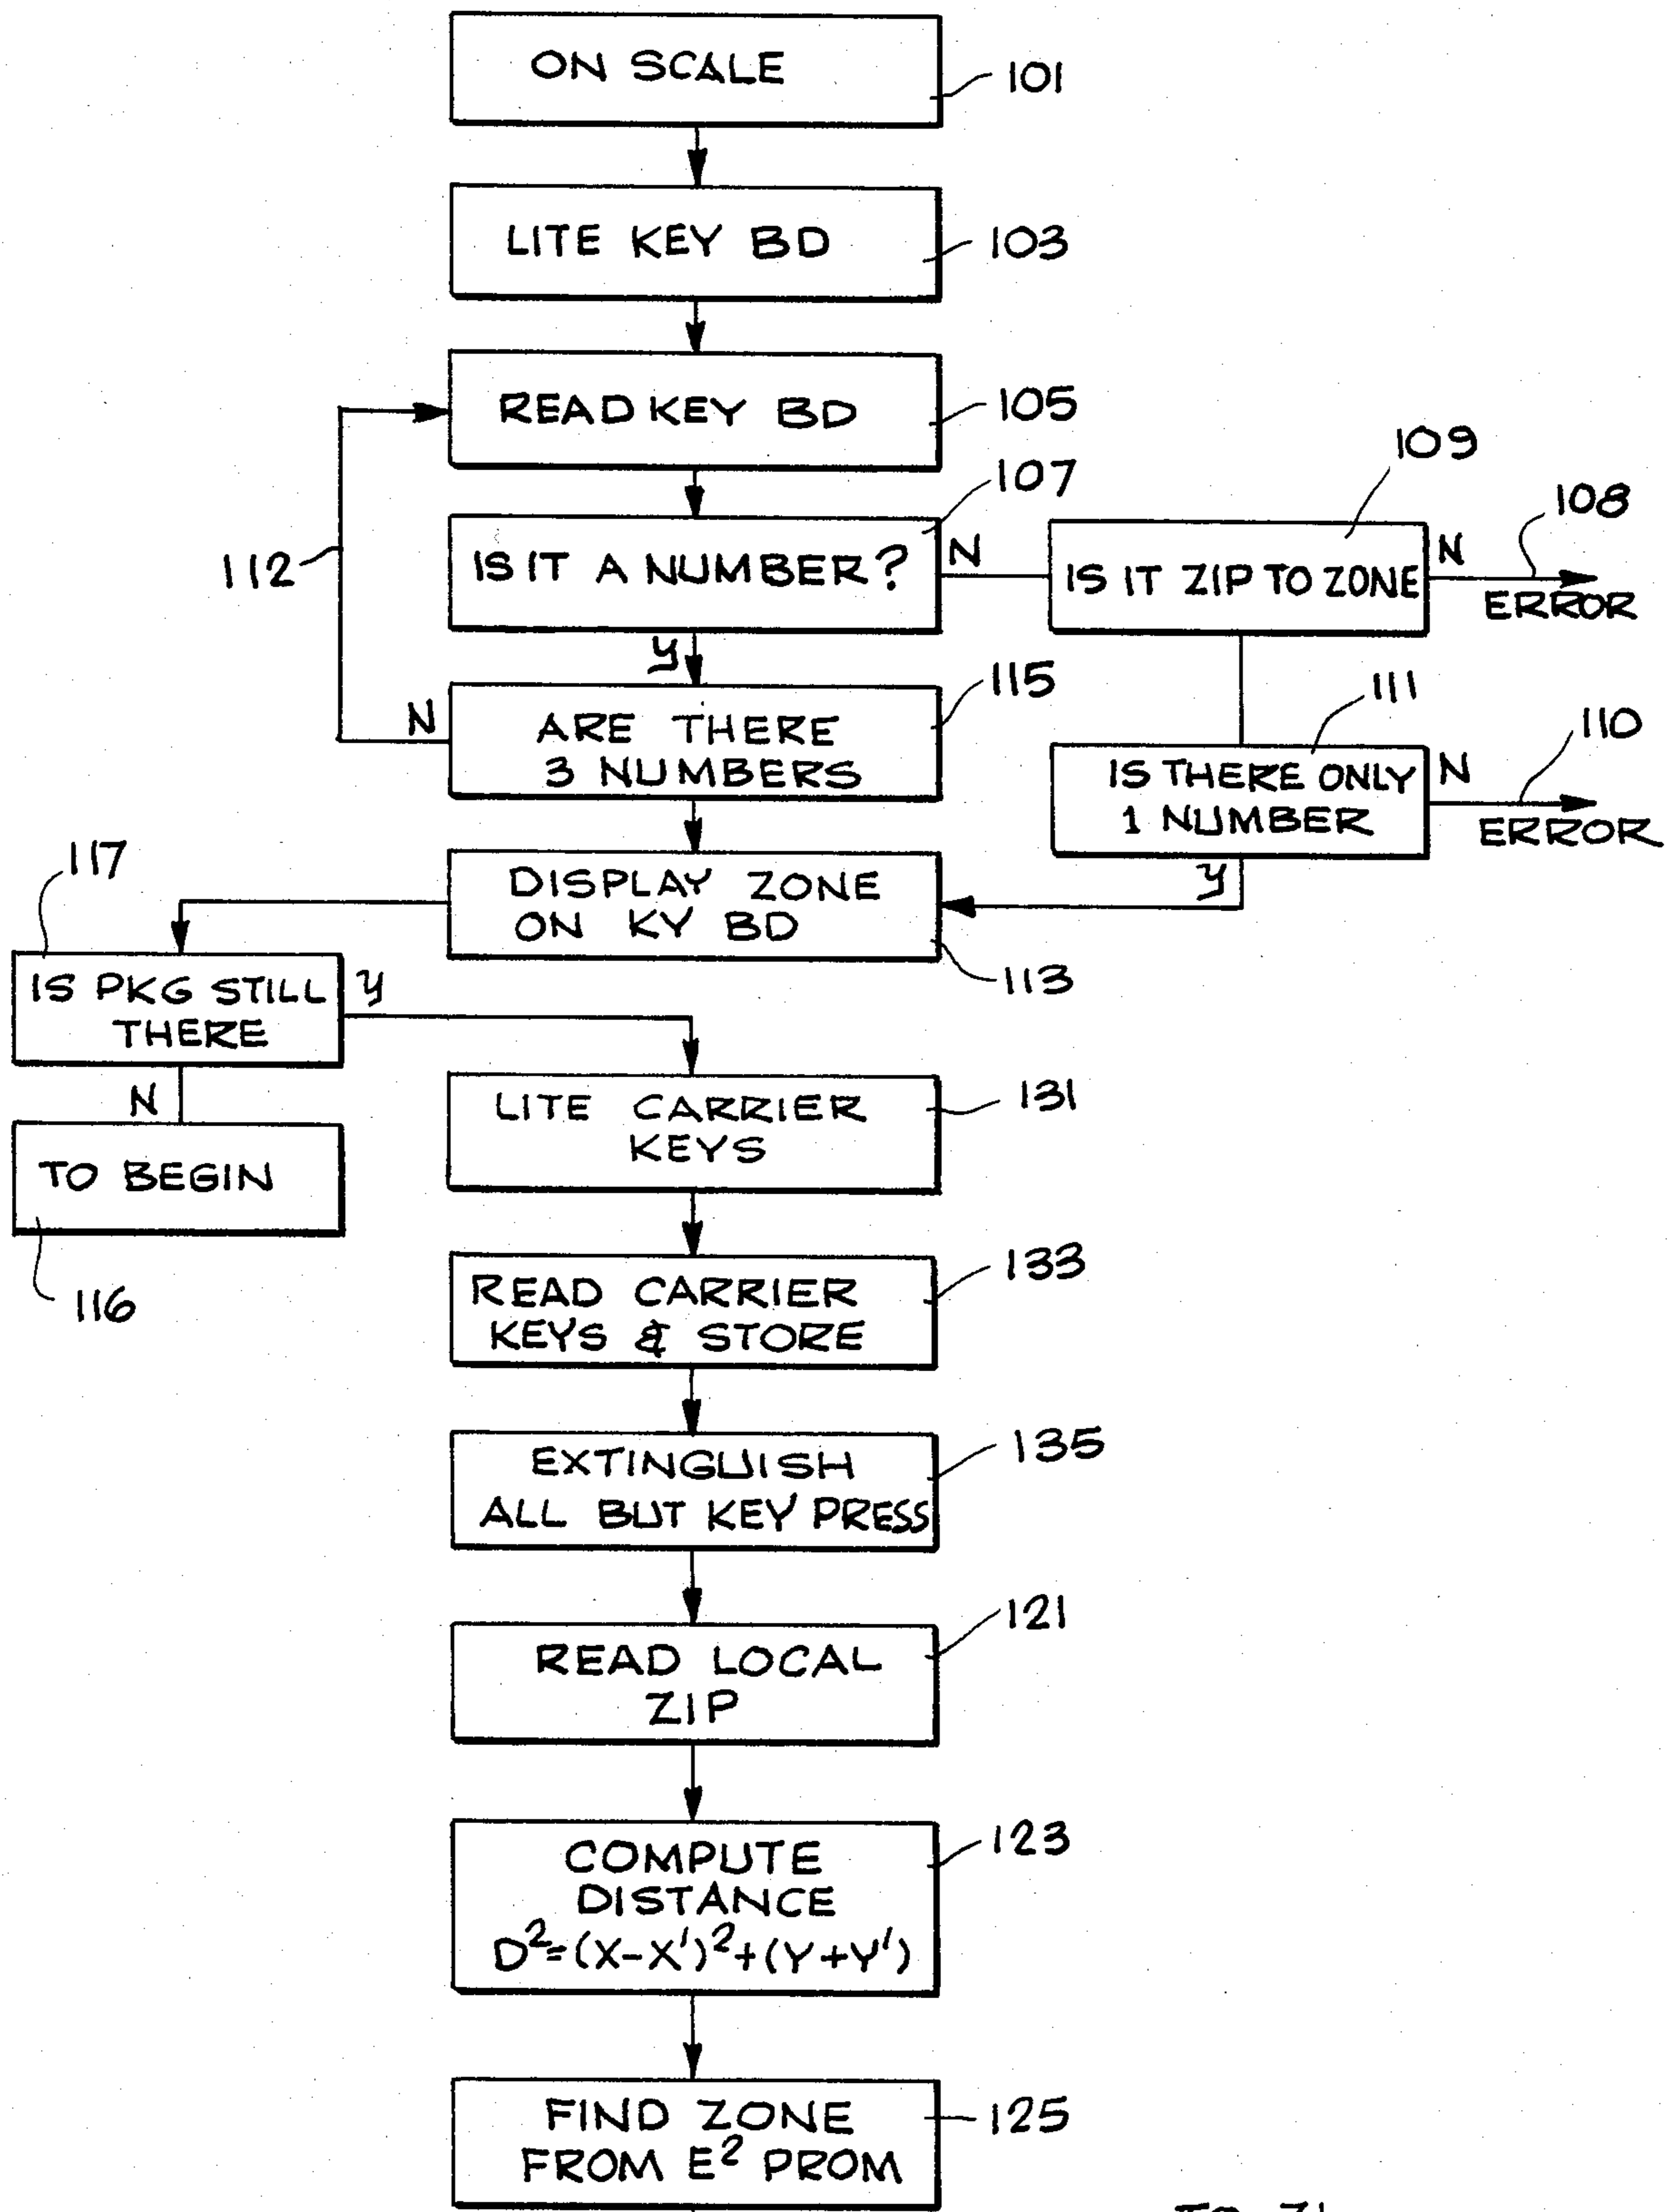 ON SCALE
101
LITE KEY BD
103
READ KEY BD
105
107
109
108
IS IT A NUMBER?
N
IS IT ZIP TO ZONE
N
ERROR
112
Y
115
111
110
N
ARE THERE
3 NUMBERS
IS THERE ONLY
1 NUMBER
N
ERROR
117
DISPLAY ZONE
ON KY BD
Y
113
IS PKG STILL
THERE
Y
N
LITE CARRIER
KEYS
131
TO BEGIN
116
READ CARRIER
KEYS & STORE
133
EXTINGUISH
ALL BUT KEY PRESS
135
READ LOCAL
ZIP
121
COMPUTE
DISTANCE
D²=(X-X')²+(Y+Y')
123
FIND ZONE
FROM E² PROM
125